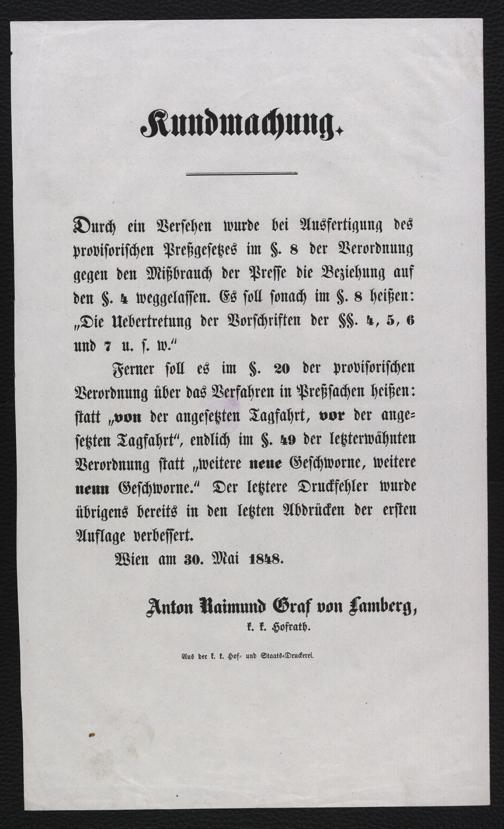 Kundmachung.
Durch ein Versehen wurde bei Ausfertigung des
provisorischen Preßgesetzes im §. 8 der Verordnung
gegen den Mißbrauch der Presse die Beziehung auf
den §. 4 weggelassen. Es soll sonach im §. 8 heißen:
„Die Uebertretung der Vorschriften der §§. 4, 5, 6
und 7 u. s. w.“
Ferner soll es im §. 20 der provisorischen
Verordnung über das Verfahren in Preßsachen heißen:
statt „von der angesetzten Tagfahrt, vor der ange-
setzten Tagfahrt“, endlich im §. 49 der letzterwähnten
Verordnung statt „weitere neue Geschworne, weitere
neun Geschworne.“ Der letztere Druckfehler wurde
übrigens bereits in den letzten Abdrücken der ersten
Auflage verbessert.
Wien am 30. Mai 1848.
Anton Raimund Graf von Lamberg,
k. k. Hofrath.
Aus der k. k. Hof- und Staats-Druckerei.